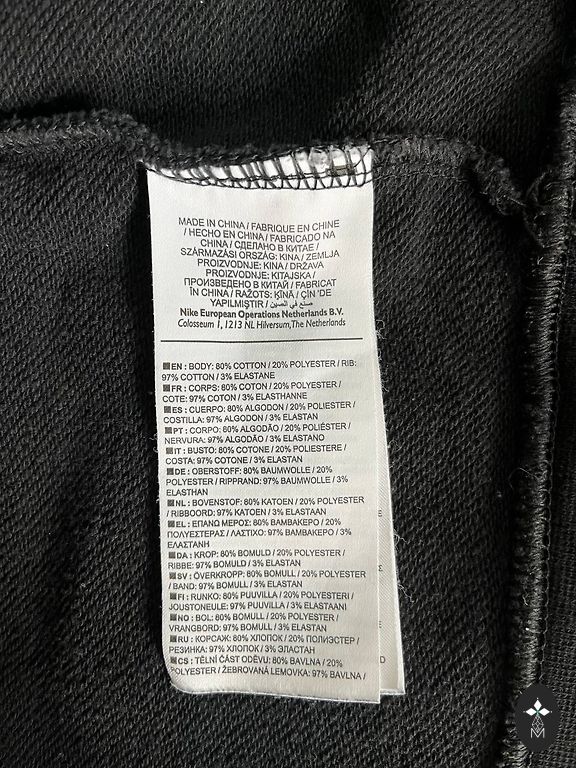 MADE IN CHINA / FABRIQUE EN CHINE
/ HECHO EN CHINA / FABRICADO NA
CHINA / СДЕЛАНО В КИТАЕ /
SZÁRMAZÁSI ORSZÁG: KÍNA / ZEMLJA
PROIZVODNJE: KINA / DRŽAVA
PROIZVODNJE: KITAJSKA /
ПРОИЗВЕДЕНО В КИТАЙ / FABRICAT
ÎN CHINA / RAŽOTS: ĶĪNĀ / ÇİN 'DE
YAPILMIŞTIR / صنع في الصين
Nike European Operations Netherlands B.V.
Colosseum 1, 1213 NL Hilversum, The Netherlands
EN : BODY: 80% COTTON / 20% POLYESTER / RIB:
97% COTTON / 3% ELASTANE
FR : CORPS: 80% COTON / 20% POLYESTER /
COTE: 97% COTON / 3% ELASTHANNE
ES : CUERPO: 80% ALGODON / 20% POLIESTER /
COSTILLA: 97% ALGODON / 3% ELASTAN
PT : CORPO: 80% ALGODÃO / 20% POLIÉSTER /
NERVURA: 97% ALGODÃO / 3% ELASTANO
IT : BUSTO: 80% COTONE / 20% POLIESTERE /
COSTA: 97% COTONE / 3% ELASTAN
DE : OBERSTOFF: 80% BAUMWOLLE / 20%
POLYESTER / RIPPRAND: 97% BAUMWOLLE / 3%
ELASTHAN
NL : BOVENSTOF: 80% KATOEN / 20% POLYESTER
/ RIBBOORD: 97% KATOEN / 3% ELASTAAN
EL : ΕΠΑΝΩ ΜΕΡΟΣ: 80% ΒΑΜΒΑΚΕΡΟ / 20%
ΠΟΛΥΕΣΤΕΡΑΣ / ΛΑΣΤΙΧΟ: 97% ΒΑΜΒΑΚΕΡΟ / 3%
ΕΛΑΣΤΑΝΗ
DA : KROP: 80% BOMULD / 20% POLYESTER /
RIBBE: 97% BOMULD / 3% ELASTAN
SV : ÖVERKROPP: 80% BOMULL / 20% POLYESTER
/ BAND: 97% BOMULL / 3% ELASTAN
FI : RUNKO: 80% PUUVILLA / 20% POLYESTERI /
JOUSTONEULE: 97% PUUVILLA / 3% ELASTAANI
NO : BOL: 80% BOMULL / 20% POLYESTER /
VRANGBORD: 97% BOMULL / 3% ELASTAN
RU : КОРСАЖ: 80% ХЛОПОК / 20% ПОЛИЭСТЕР /
РЕЗИНКА: 97% ХЛОПОК / 3% ЭЛАСТАН
CS : TĚLNÍ ČÁST ODĚVU: 80% BAVLNA / 20%
POLYESTER / ŽEBROVANÁ LEMOVKA: 97% BAVLNA /